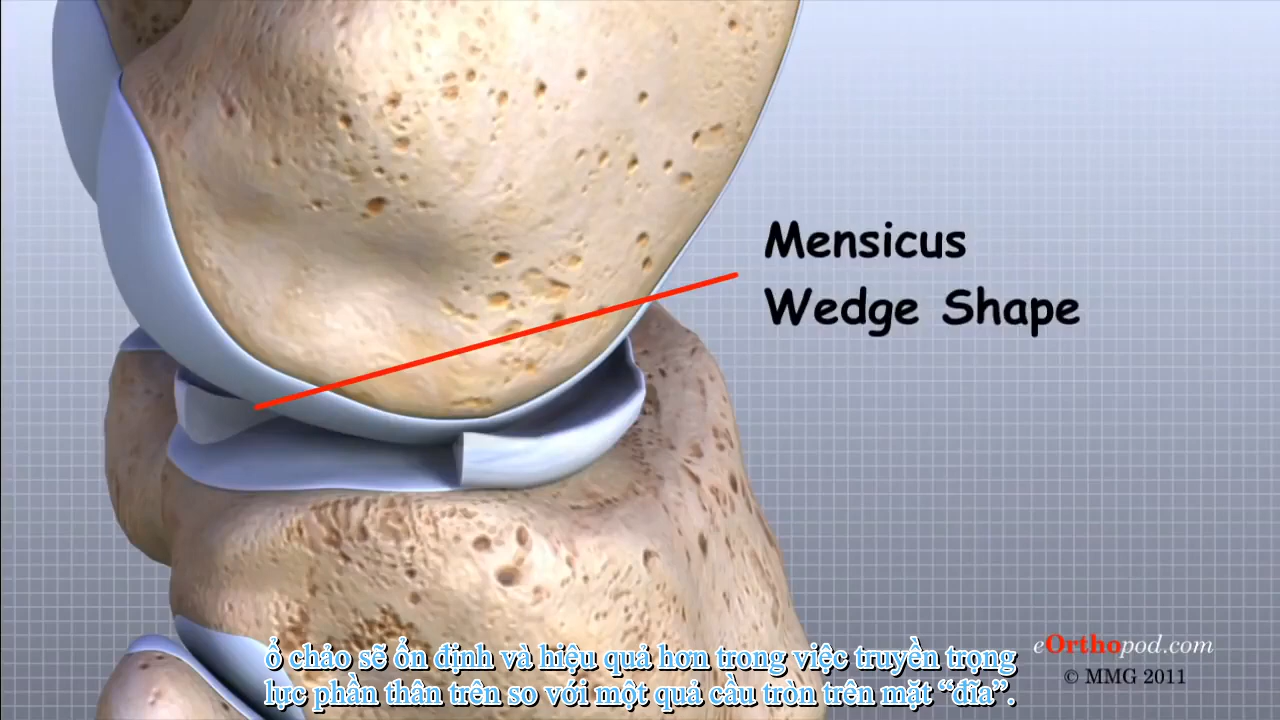 Mensicus
Wedge Shape
ổ chảo sẽ ổn định và hiệu quả hơn trong việc truyền trọng
lực phần thân trên so với một quả cầu tròn trên mặt “đĩa”.
eOrthopod.com
© MMG 2011